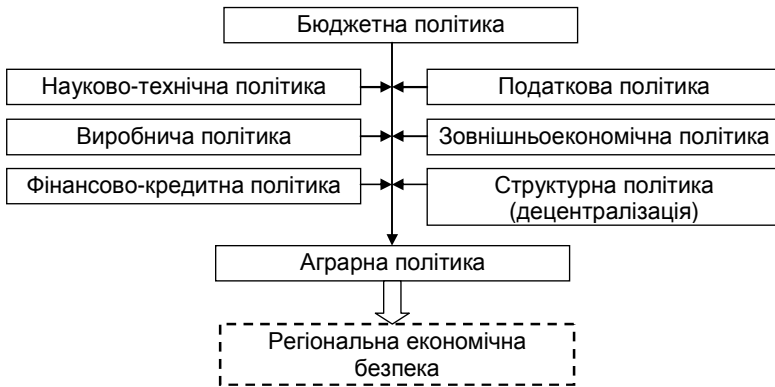 Бюджетна політика
Науково-технічна політика
Податкова політика
Виробнича політика
Зовнішньоекономічна політика
Фінансово-кредитна політика
Структурна політика
(децентралізація)
Аграрна політика
Регіональна економічна
безпека